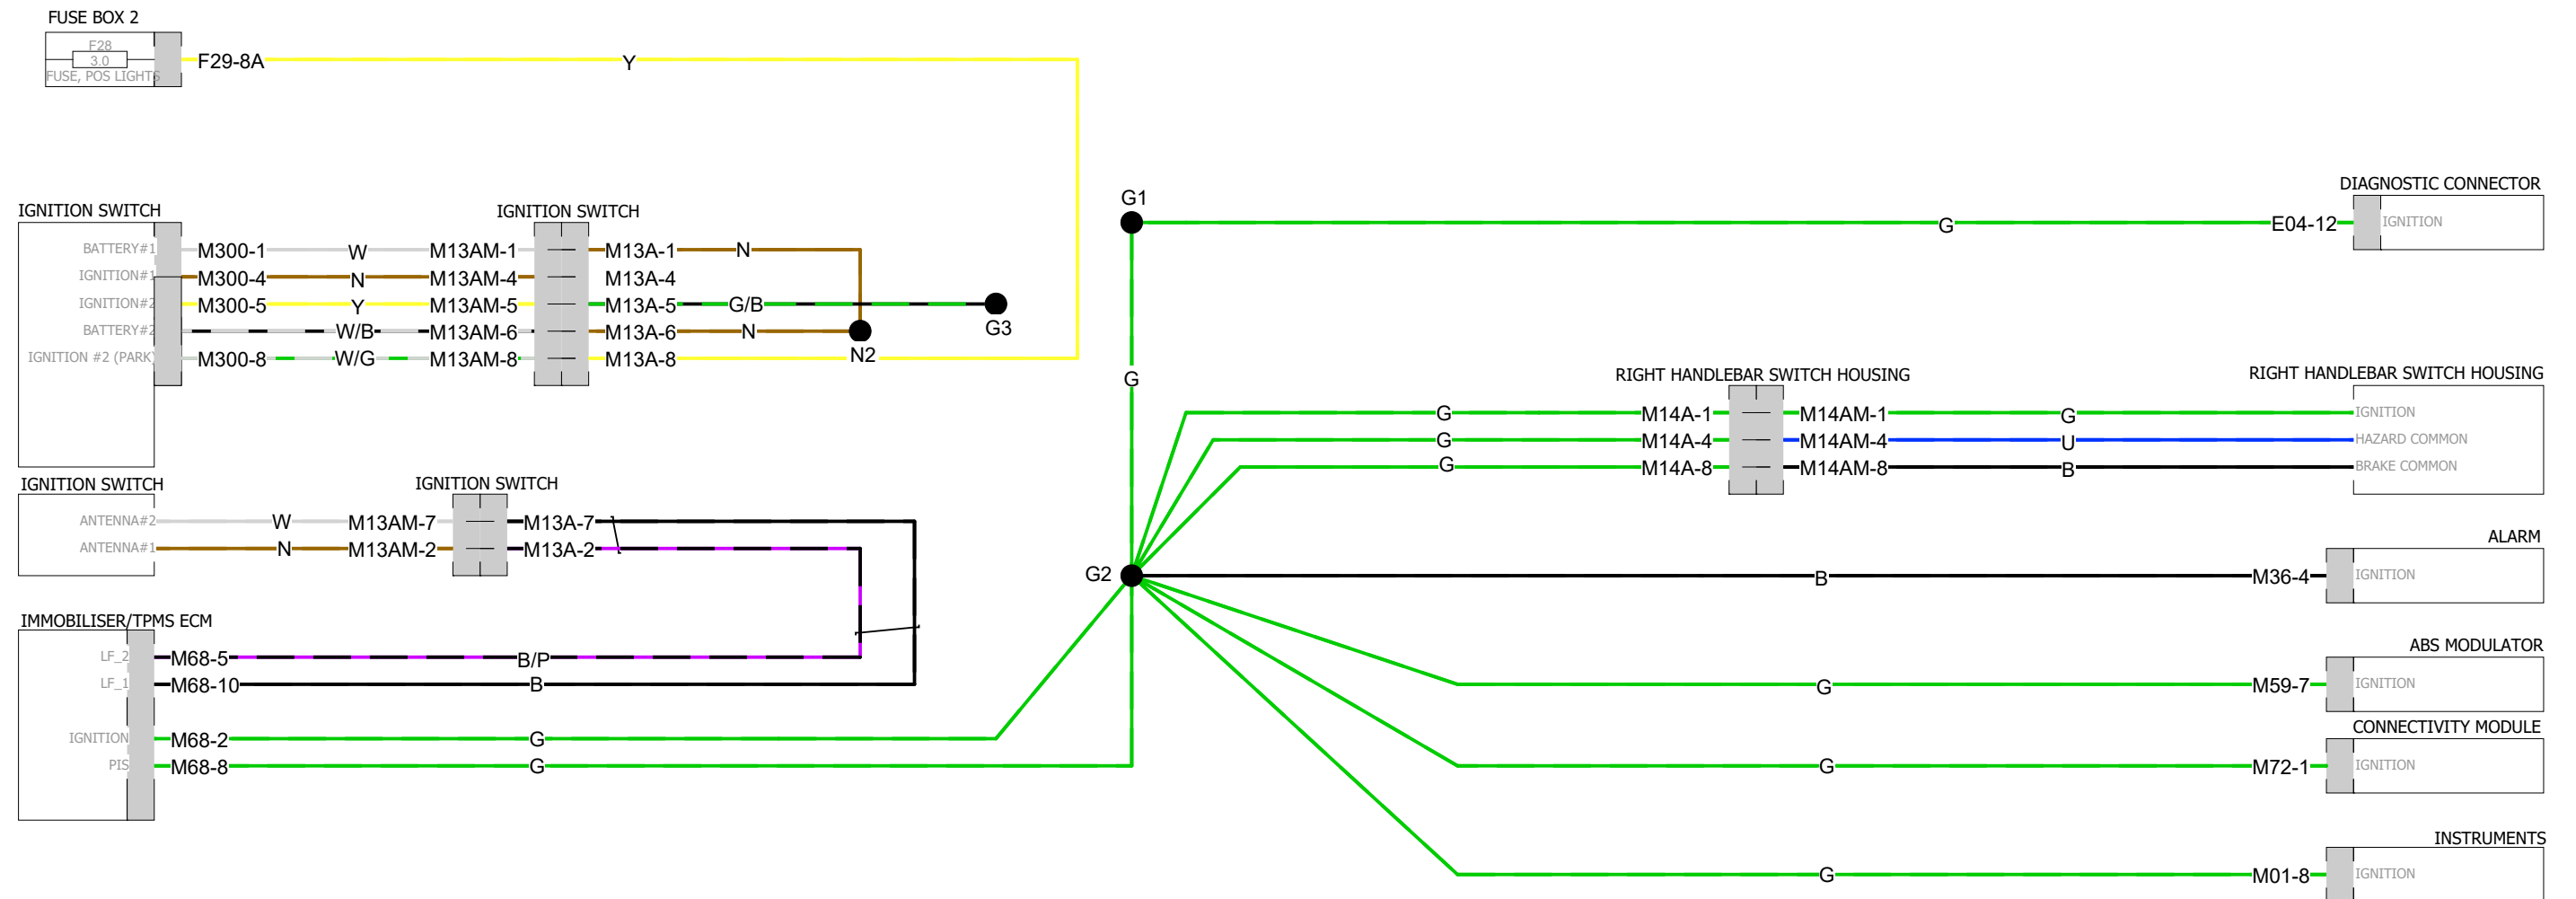 FUSE BOX 2
F28
3.0
FUSE, POS LIGHTS
F29-8A
Y
IGNITION SWITCH
BATTERY#1
IGNITION#1
IGNITION#2
BATTERY#2
IGNITION #2 (PARK)
M300-1 W M13AM-1
M300-4 N M13AM-4
M300-5 Y M13AM-5
W/B M13AM-6
M300-8 W/G M13AM-8
IGNITION SWITCH
M13A-1 N
M13A-4
M13A-5 G/B
M13A-6 N
M13A-8
N2
G3
IGNITION SWITCH
ANTENNA#2 W M13AM-7
ANTENNA#1 N M13AM-2
IGNITION SWITCH
M13A-7
M13A-2
IMMOBILISER/TPMS ECM
LF_2 M68-5 B/P
LF_1 M68-10 B
IGNITION M68-2 G
PIS M68-8 G
G1
G
G2
G
DIAGNOSTIC CONNECTOR
E04-12 IGNITION
RIGHT HANDLEBAR SWITCH HOUSING
G M14A-1
G M14A-4
G M14A-8
M14AM-1 G
M14AM-4 U
M14AM-8 B
RIGHT HANDLEBAR SWITCH HOUSING
IGNITION
HAZARD COMMON
BRAKE COMMON
ALARM
B M36-4 IGNITION
ABS MODULATOR
G M59-7 IGNITION
CONNECTIVITY MODULE
G M72-1 IGNITION
INSTRUMENTS
G M01-8 IGNITION